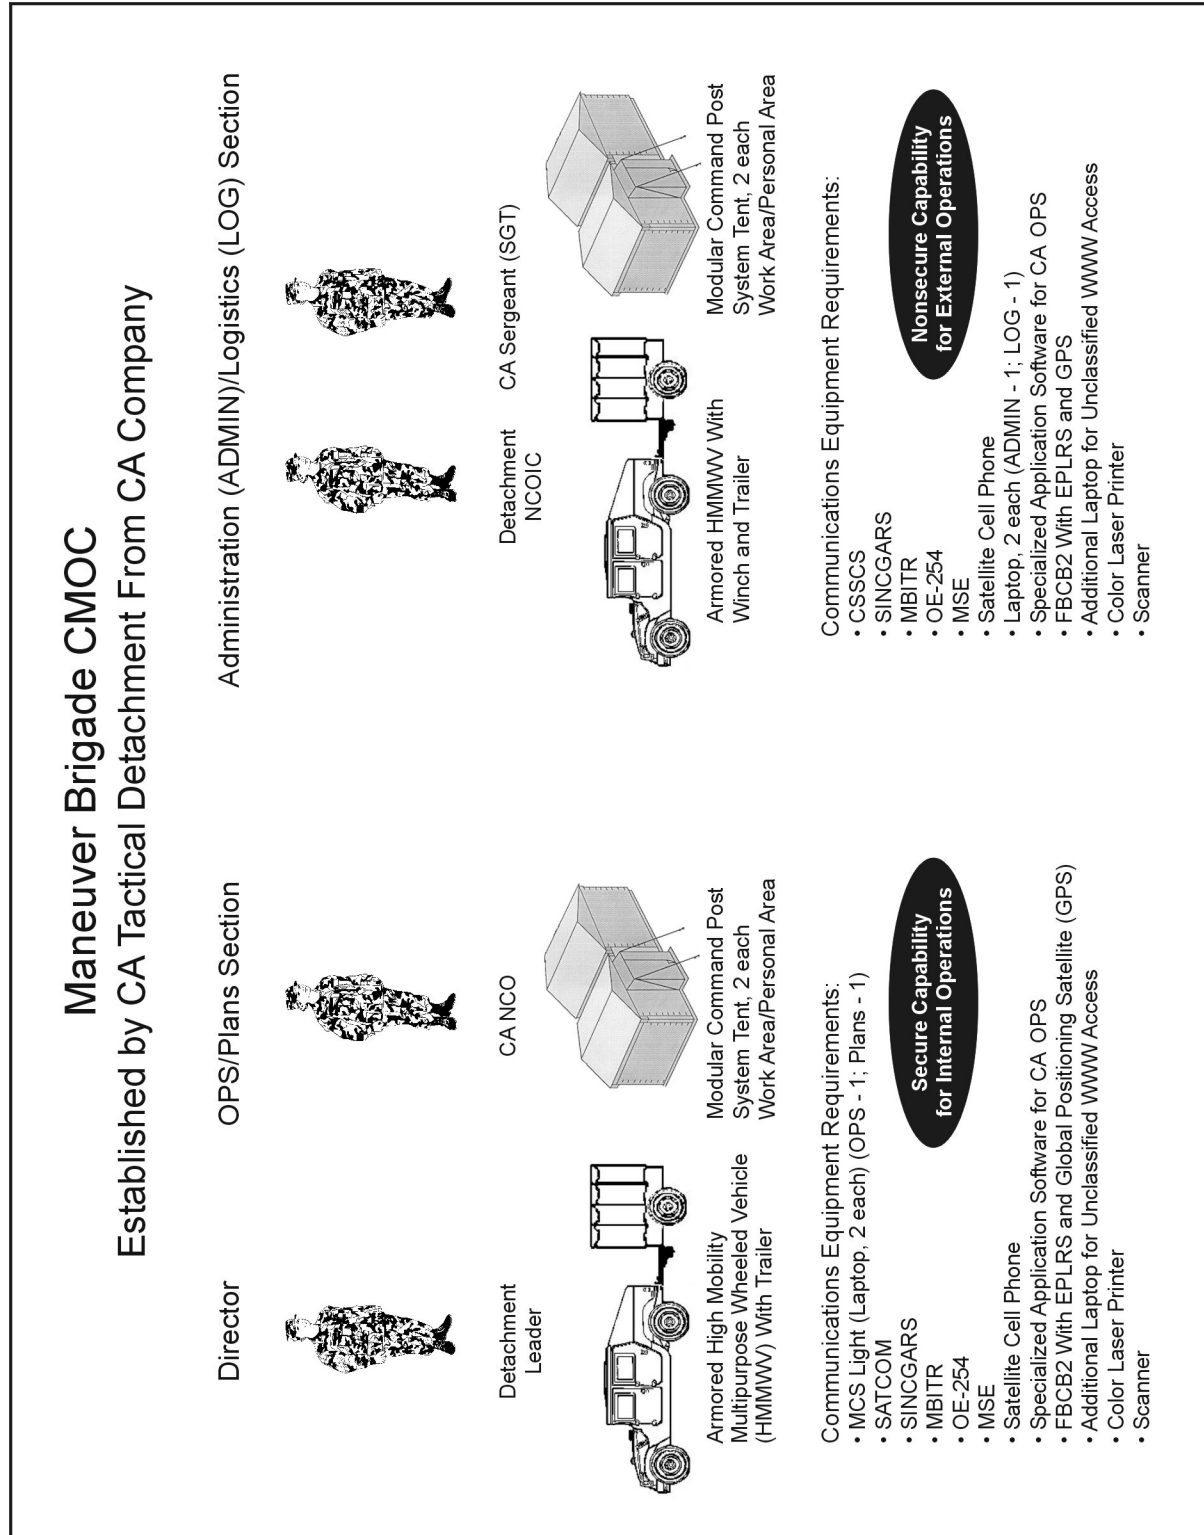 Maneuver Brigade CMOC
Established by CA Tactical Detachment From CA Company
Director
OPS/Plans Section
Administration (ADMIN)/Logistics (LOG) Section
Detachment
Leader
CA NCO
Detachment
NCOIC
CA Sergeant (SGT)
Armored High Mobility
Multipurpose Wheeled Vehicle
(HMMWV) With Trailer
Modular Command Post
System Tent, 2 each
Work Area/Personal Area
Armored HMMWV With
Winch and Trailer
Modular Command Post
System Tent, 2 each
Work Area/Personal Area
Communications Equipment Requirements:
• MCS Light (Laptop, 2 each) (OPS - 1; Plans - 1)
• SATCOM
• SINCGARS
• MBITR
• OE-254
• MSE
• Satellite Cell Phone
• Specialized Application Software for CA OPS
• FBCB2 With EPLRS and Global Positioning Satellite (GPS)
• Additional Laptop for Unclassified WWW Access
• Color Laser Printer
• Scanner
Secure Capability
for Internal Operations
Communications Equipment Requirements:
• CSSCS
• SINCGARS
• MBITR
• OE-254
• MSE
• Satellite Cell Phone
• Laptop, 2 each (ADMIN - 1; LOG - 1)
• Specialized Application Software for CA OPS
• FBCB2 With EPLRS and GPS
• Additional Laptop for Unclassified WWW Access
• Color Laser Printer
• Scanner
Nonsecure Capability
for External Operations